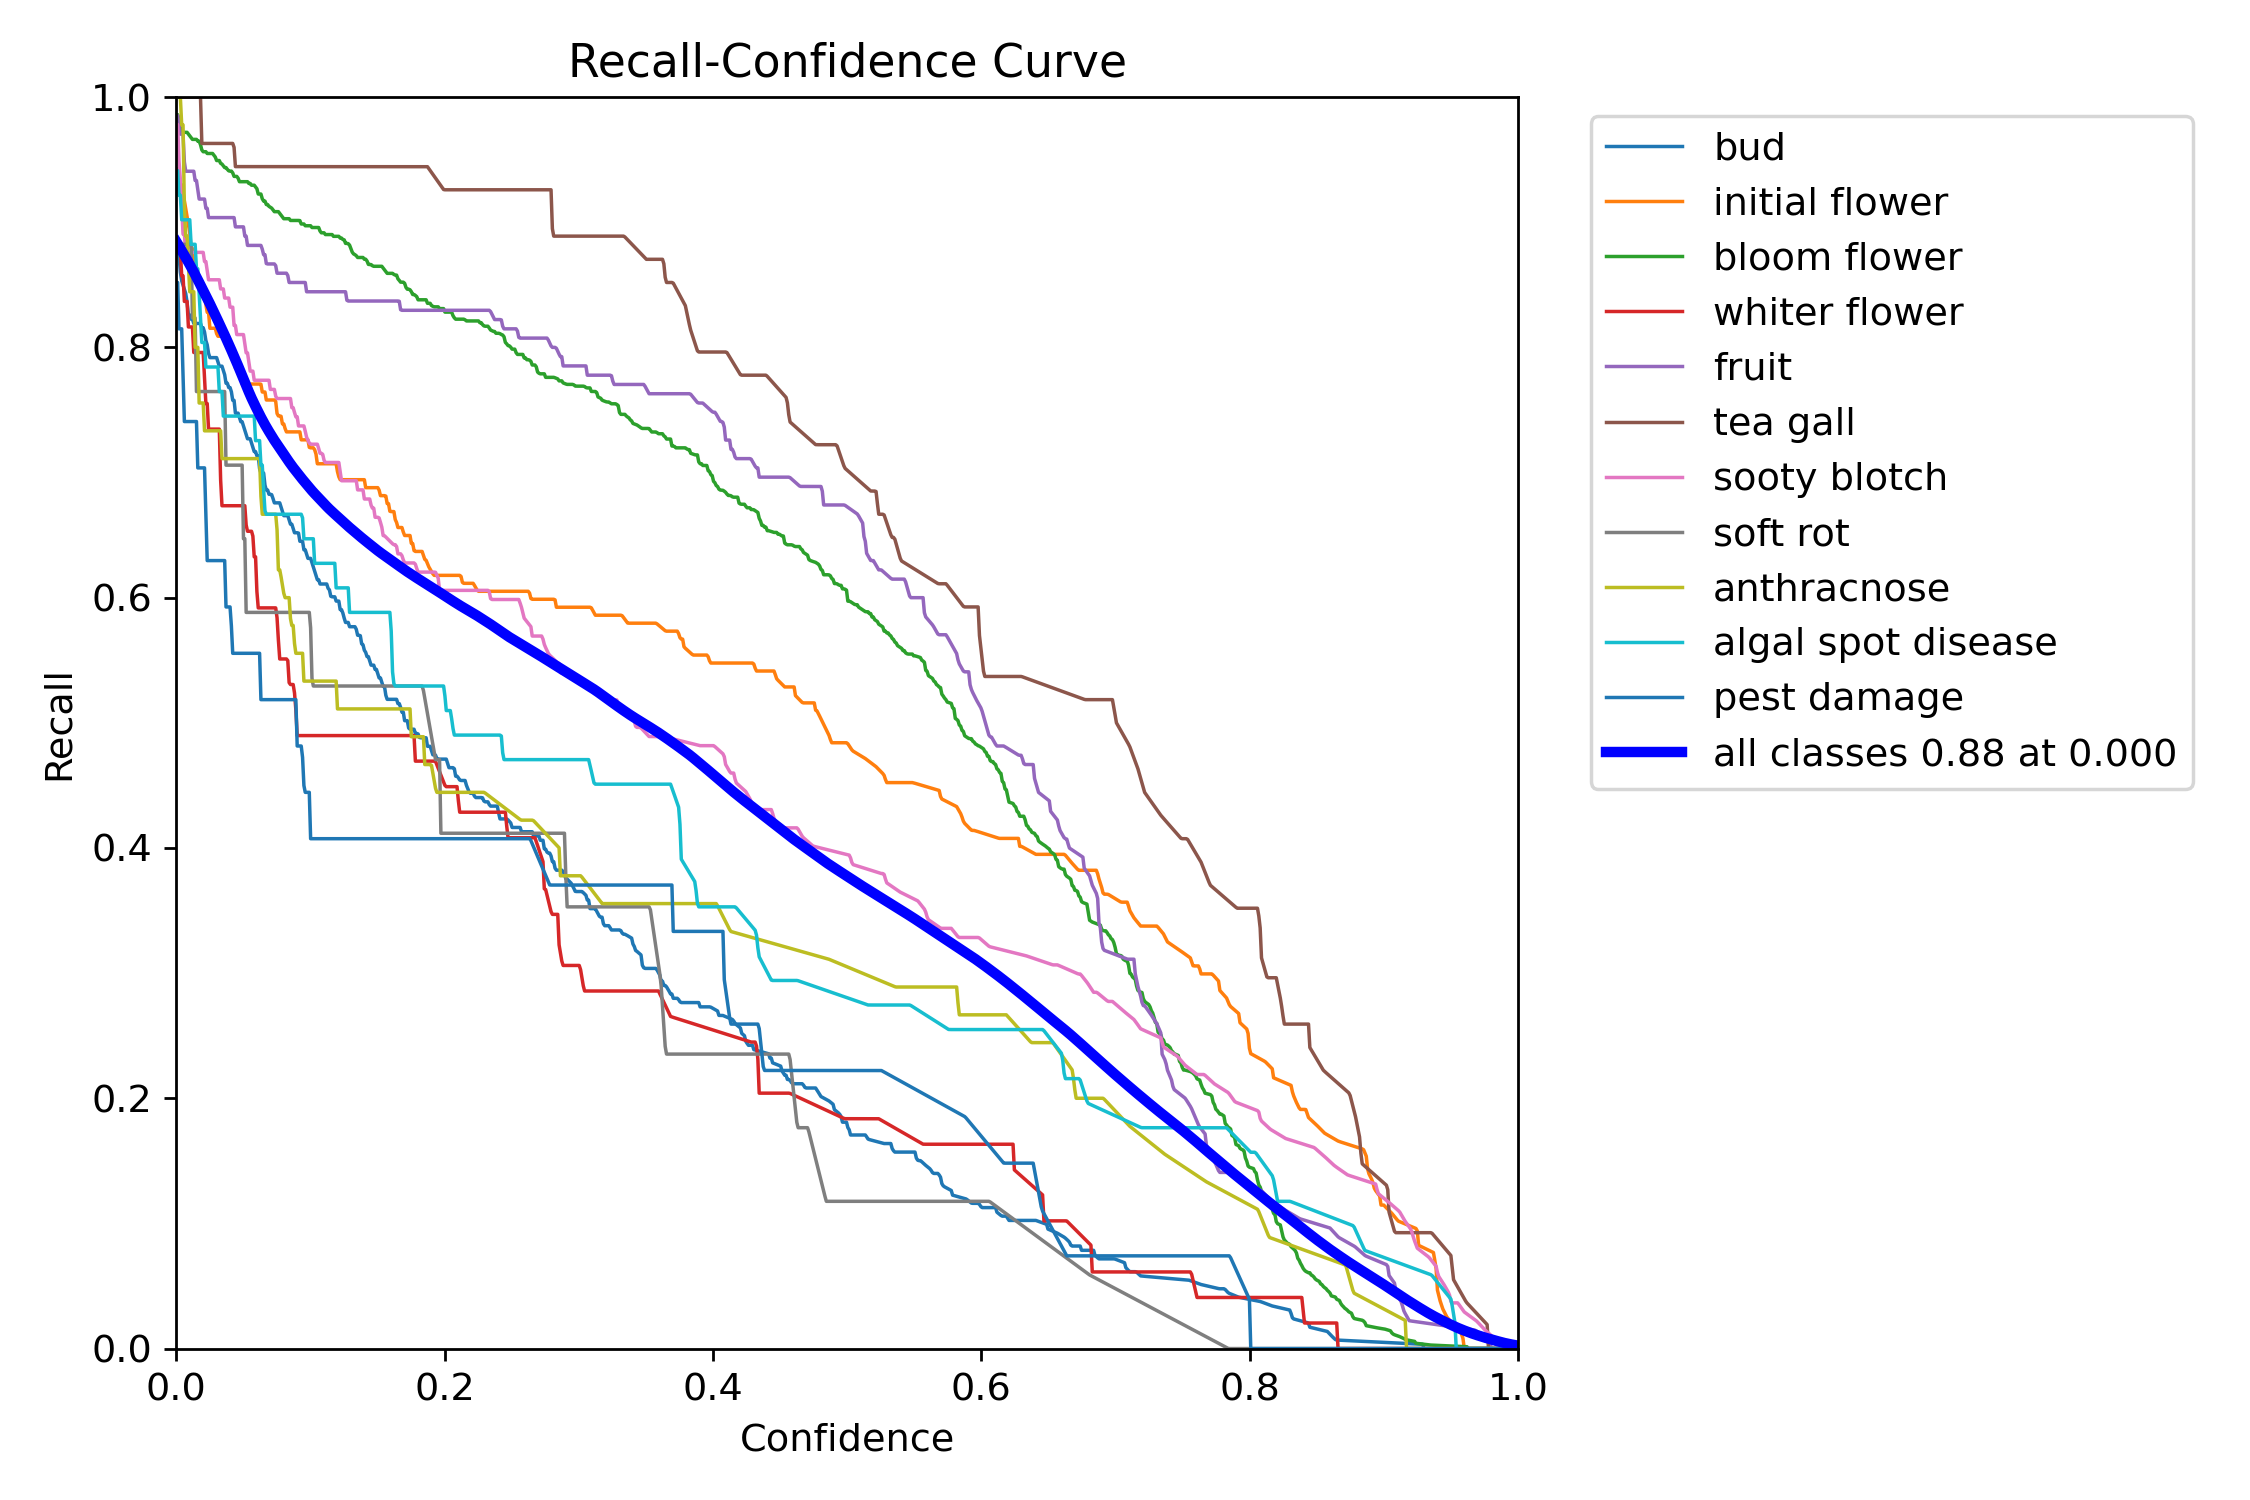 Recall-Confidence Curve
1.0
0.8
0.6
0.4
0.2
0.0
Recall
0.0 0.2 0.4 0.6 0.8 1.0
Confidence
bud
initial flower
bloom flower
whiter flower
fruit
tea gall
sooty blotch
soft rot
anthracnose
algal spot disease
pest damage
all classes 0.88 at 0.000